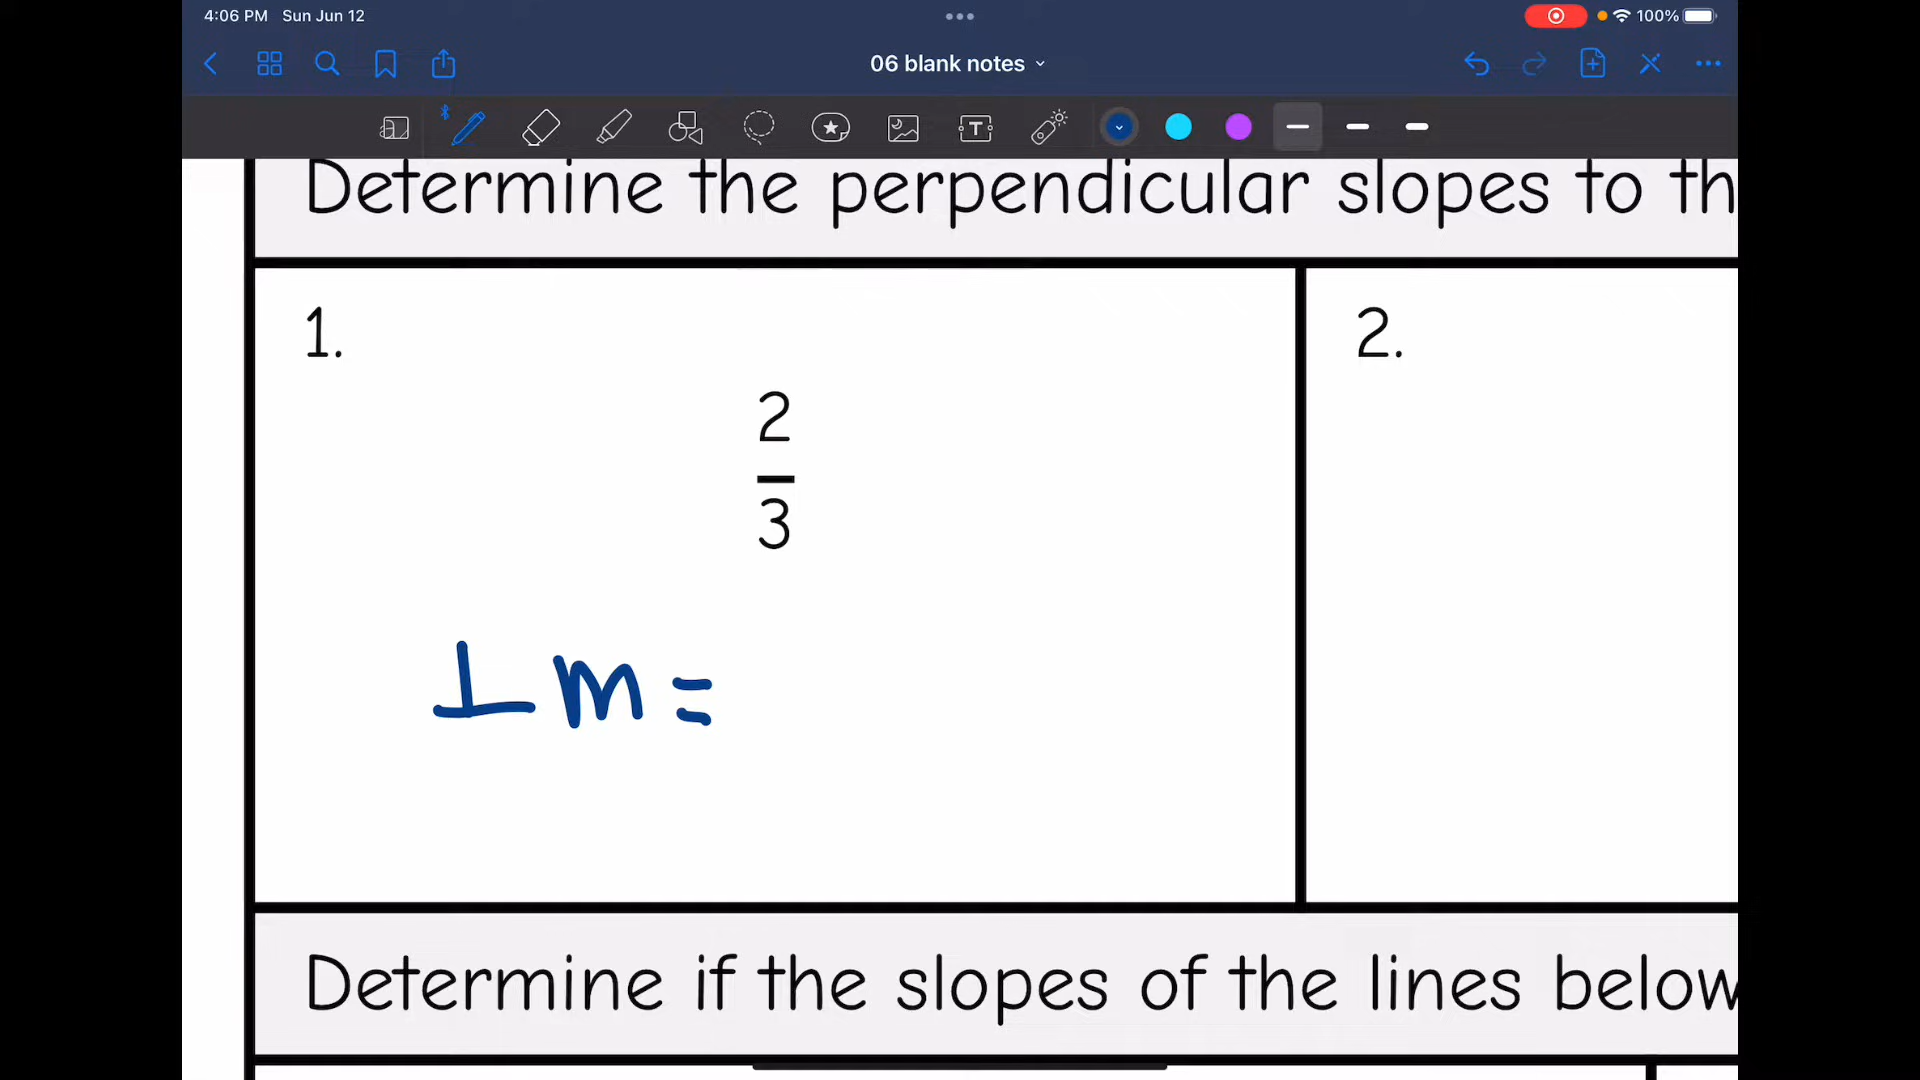 4:06 PM Sun Jun 12
100%
06 blank notes
Determine the perpendicular slopes to th
1.
2
3
⊥ m =
2.
Determine if the slopes of the lines below